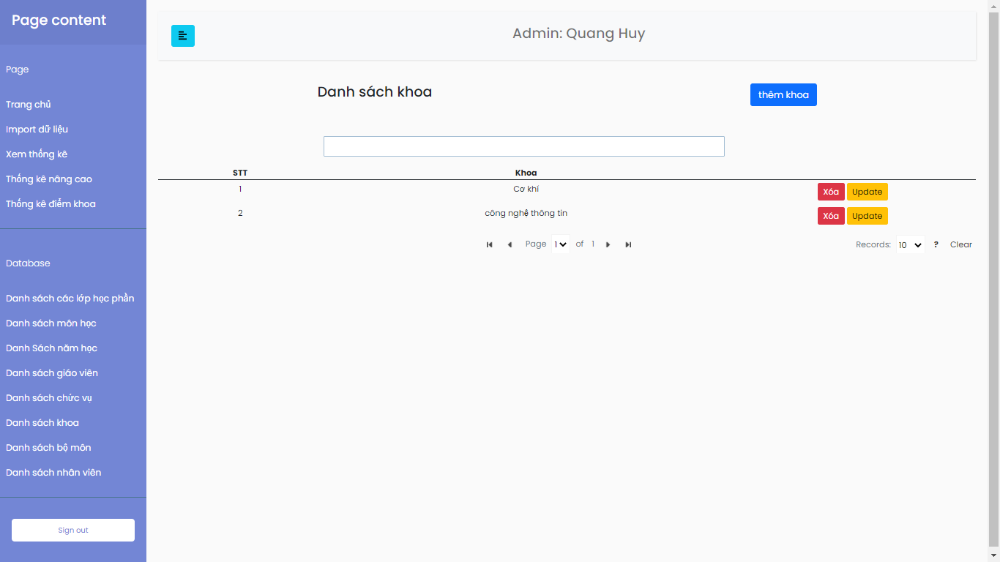 Page content
Page
Trang chủ
Import dữ liệu
Xem thống kê
Thống kê nâng cao
Thống kê điểm khoa
Database
Danh sách các lớp học phần
Danh sách môn học
Danh Sách năm học
Danh sách giáo viên
Danh sách chức vụ
Danh sách khoa
Danh sách bộ môn
Danh sách nhân viên
Sign out
Admin: Quang Huy
Danh sách khoa
thêm khoa
STT Khoa
1 Cơ khí Xóa Update
2 công nghệ thông tin Xóa Update
Page 1 of 1 Records: 10 ? Clear